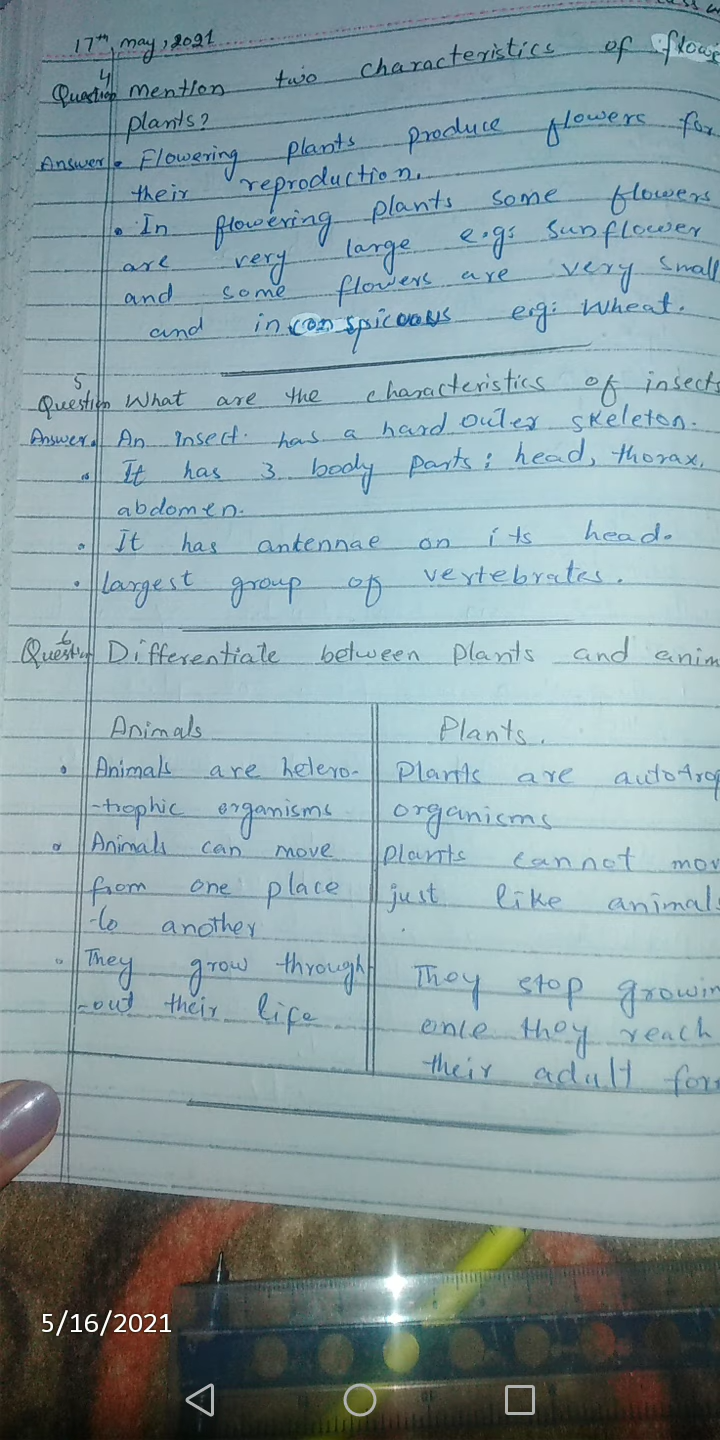 17th, may, 2021
Question 4 mention two characteristics of
plants?
Answer. Flowering plants produce flowers for
their reproduction.
. In flowering plants some flowers
are very large e.g: sunflower
and some flowers are very small
and inconspicous e.g: wheat.
Question 5 What are the characteristics of insects
Answer. An insect has a hard outer skeleton.
. It has 3 body parts: head, thorax,
abdomen.
. It has antennae on its head.
. largest group of vertebrates.
Question 6 Differentiate between plants and anim
Animals
Plants.
. Animals are hetero-
-trophic organisms
Plants are autotrop
organisms
. Animals can move
from one place
to another
plants cannot mov
just like animals
. They grow through
-out their life
They stop growin
once they reach
their adult for
5/16/2021